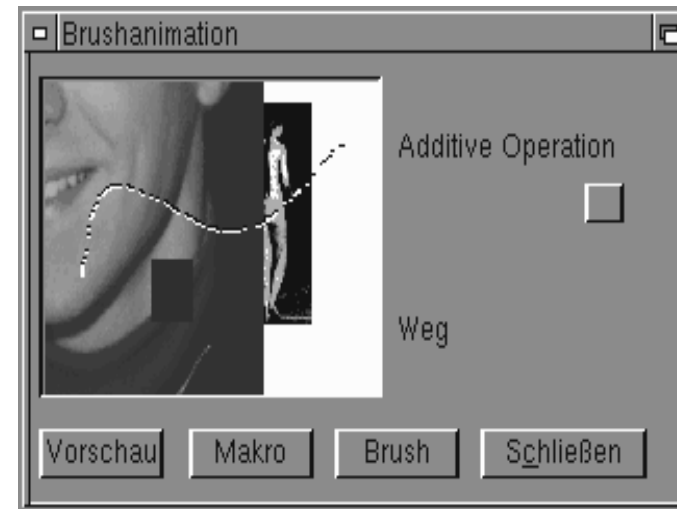 Brushanimation
Additive Operation
Weg
Vorschau Makro Brush Schließen